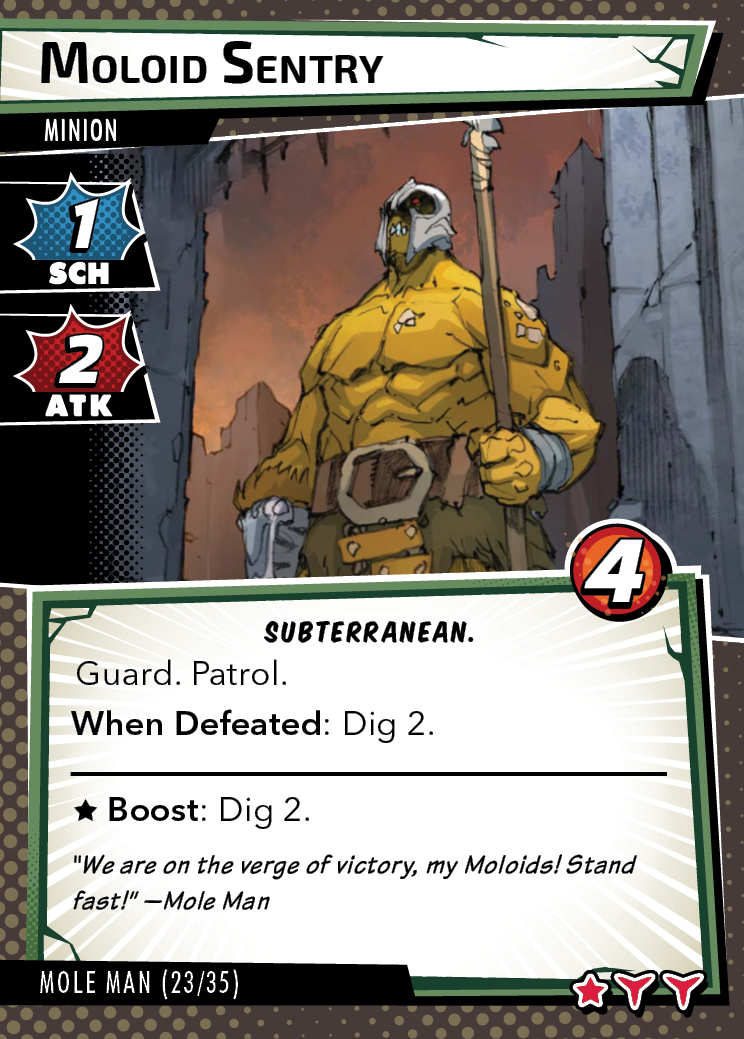 Moloid Sentry
MINION
1
SCH
2
ATK
4
SUBTERRANEAN.
Guard. Patrol.
When Defeated: Dig 2.
★ Boost: Dig 2.
"We are on the verge of victory, my Moloids! Stand
fast!" —Mole Man
MOLE MAN (23/35)